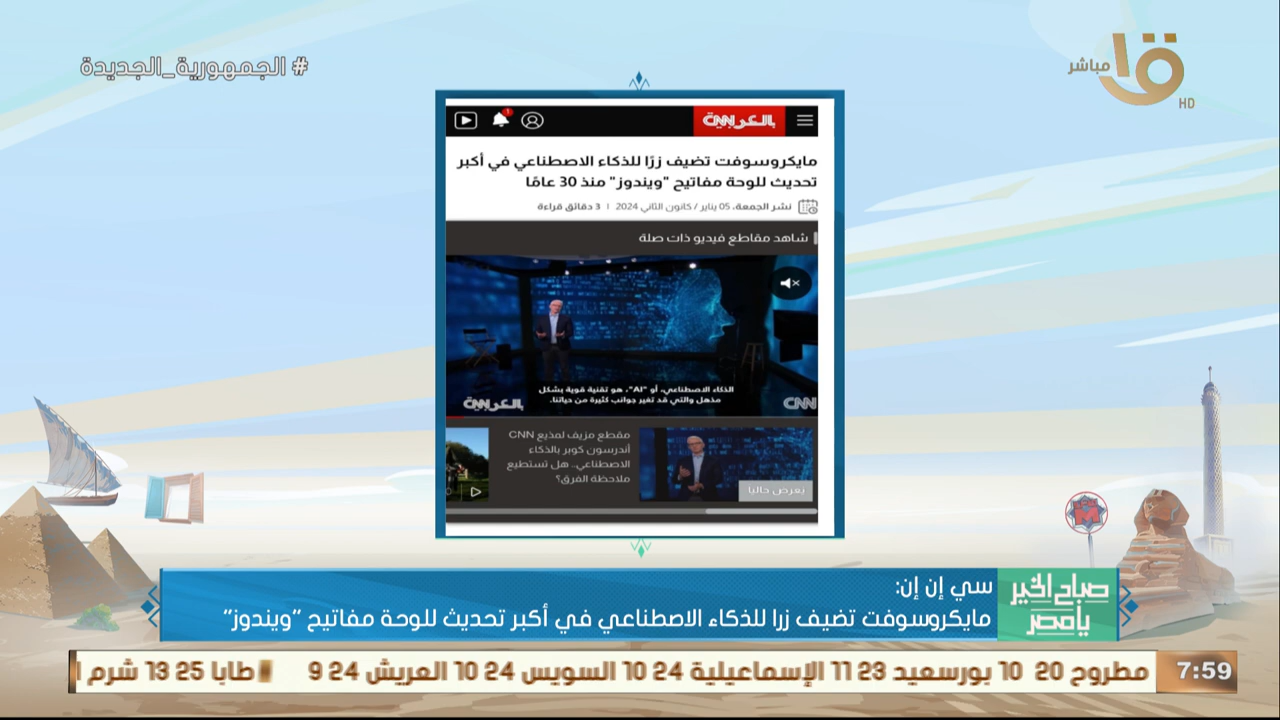 # الجمهورية_الجديدة
مباشر
HD
CNN بالعربية
1
مايكروسوفت تضيف زرًا للذكاء الاصطناعي في أكبر
تحديث للوحة مفاتيح "ويندوز" منذ 30 عامًا
نشر الجمعة، 05 يناير / كانون الثاني 2024 | 3 دقائق قراءة
شاهد مقاطع فيديو ذات صلة
الذكاء الاصطناعي، أو "AI"، هو تقنية قوية بشكل
مذهل والتي قد تغير جوانب كثيرة من حياتنا.
CNN
بالعربية
مقطع مزيف لمذيع CNN
أندرسون كوبر بالذكاء
الاصطناعي.. هل تستطيع
ملاحظة الفرق؟
يعرض حاليًا
M
صباح الخير
يا مصر
سي إن إن:
مايكروسوفت تضيف زرا للذكاء الاصطناعي في أكبر تحديث للوحة مفاتيح "ويندوز"
7:59
مطروح 20 10 بورسعيد 23 11 الإسماعيلية 24 10 السويس 24 10 العريش 24 9 طابا 25 13 شرم ا